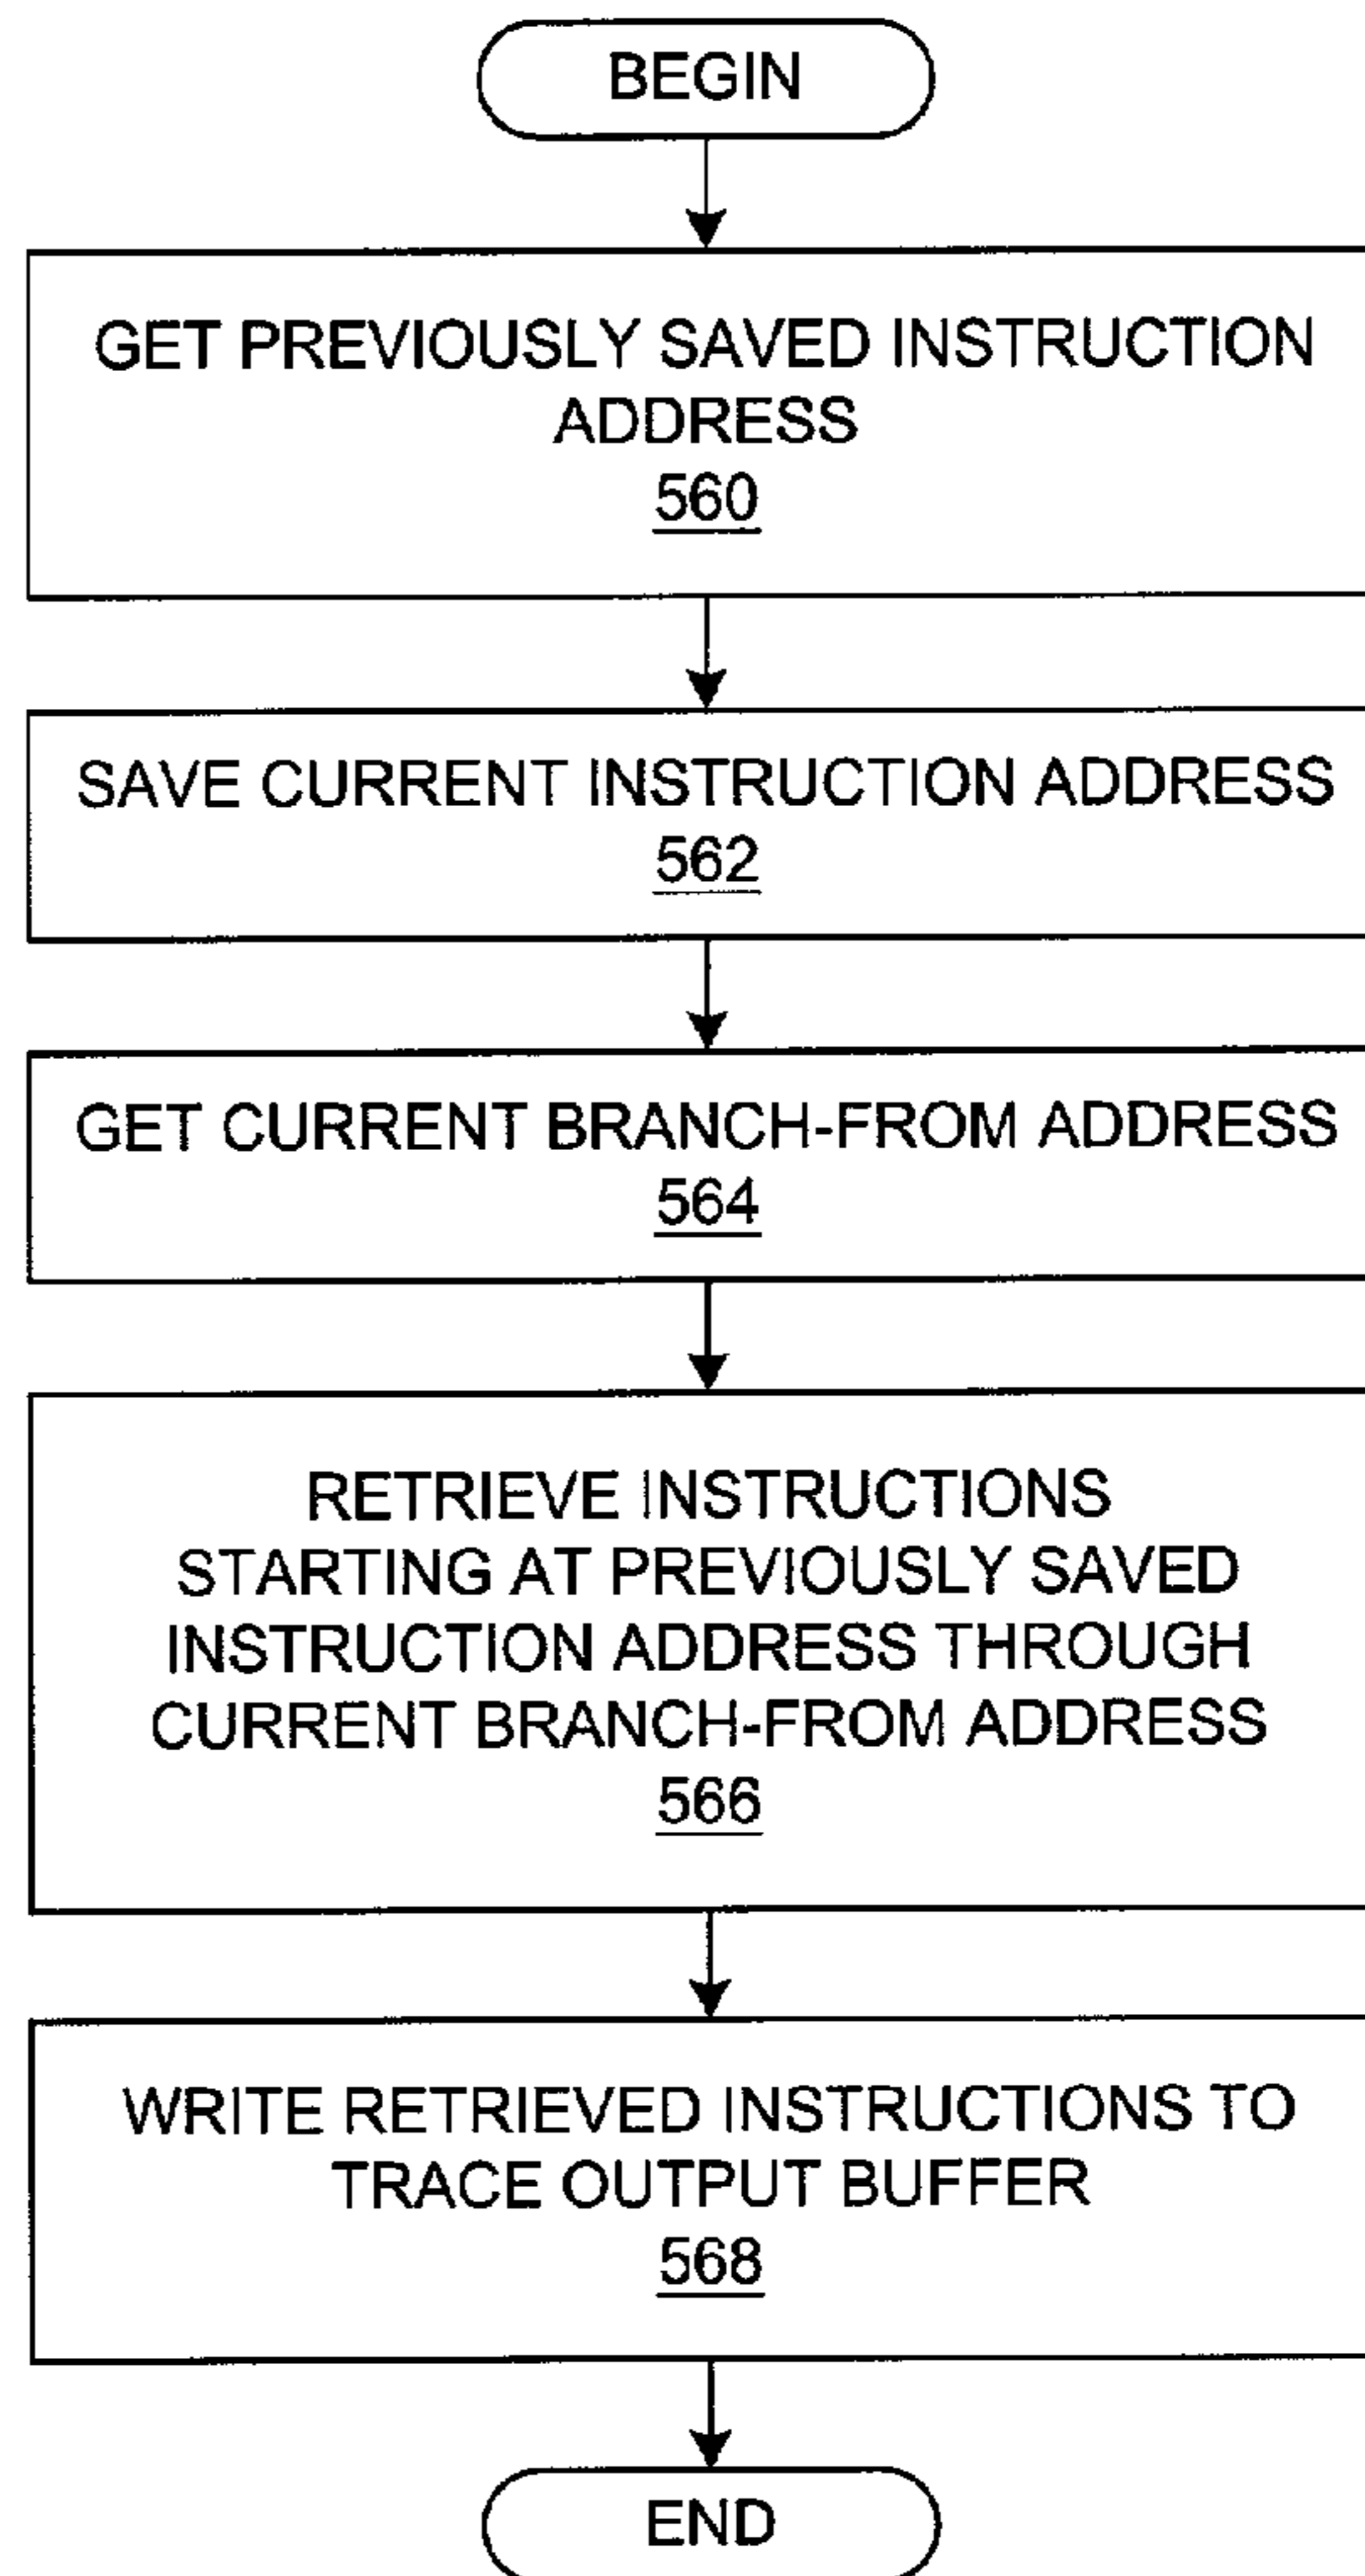 BEGIN
GET PREVIOUSLY SAVED INSTRUCTION
ADDRESS
560
SAVE CURRENT INSTRUCTION ADDRESS
562
GET CURRENT BRANCH-FROM ADDRESS
564
RETRIEVE INSTRUCTIONS
STARTING AT PREVIOUSLY SAVED
INSTRUCTION ADDRESS THROUGH
CURRENT BRANCH-FROM ADDRESS
566
WRITE RETRIEVED INSTRUCTIONS TO
TRACE OUTPUT BUFFER
568
END